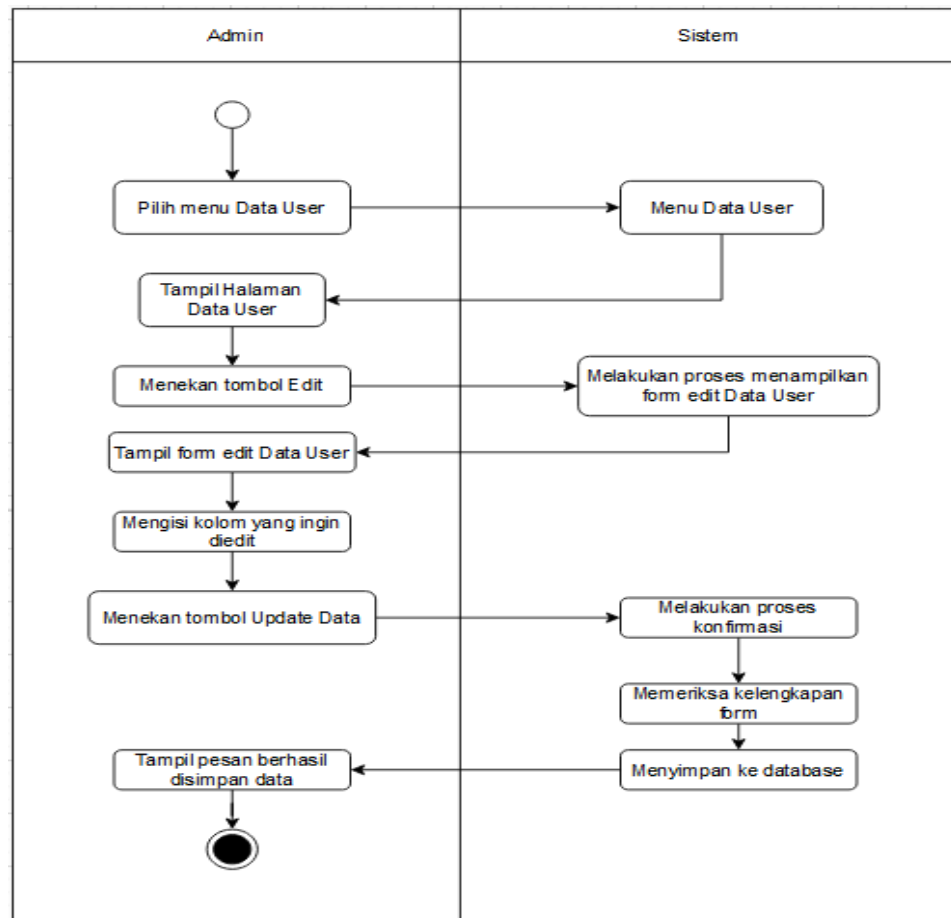 Admin
Sistem
Pilih menu Data User
Menu Data User
Tampil Halaman
Data User
Menekan tombol Edit
Melakukan proses menampilkan
form edit Data User
Tampil form edit Data User
Mengisi kolom yang ingin
diedit
Menekan tombol Update Data
Melakukan proses
konfirmasi
Memeriksa kelengkapan
form
Menyimpan ke database
Tampil pesan berhasil
disimpan data